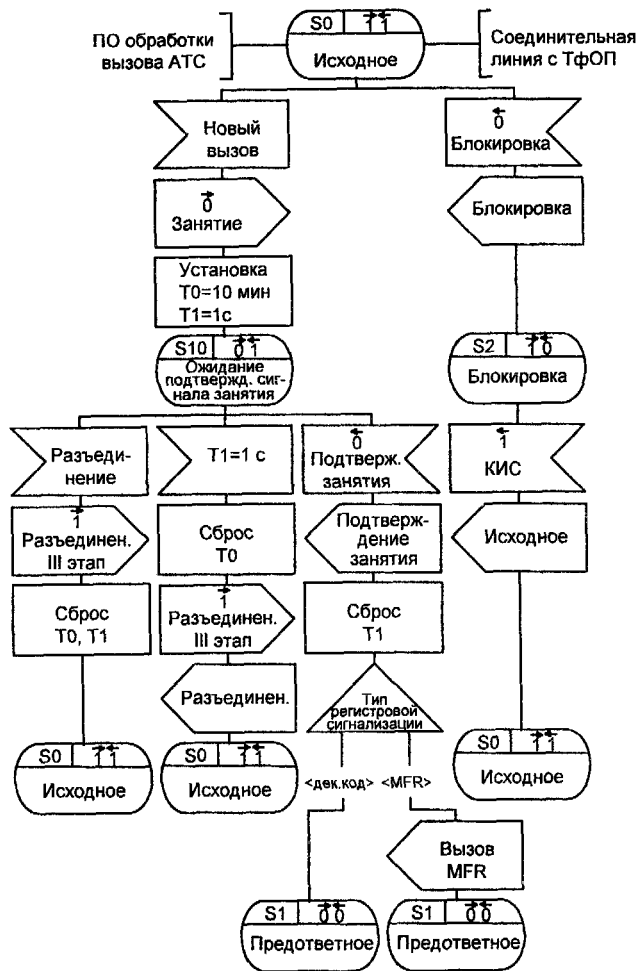 ПО обработки
вызова АТС
S0
1 1
Исходное
Соединительная
линия с ТфОП
Новый
вызов
0
Блокировка
0
Занятие
Блокировка
Установка
Т0=10 мин
Т1=1с
S10
0 1
Ожидание
подтвержд. сиг-
нала занятия
S2
1 0
Блокировка
Разъеди-
нение
Т1=1 с
0
Подтверж.
занятия
1
КИС
1
Разъединен.
III этап
Сброс
Т0
Подтверж-
дение
занятия
Исходное
Сброс
Т0, Т1
1
Разъединен.
III этап
Сброс
Т1
Разъединен.
Тип
регистровой
сигнализации
S0
1 1
Исходное
S0
1 1
Исходное
<дек.код>
<MFR>
S0
1 1
Исходное
Вызов
MFR
S1
0 0
Предответное
S1
0 0
Предответное